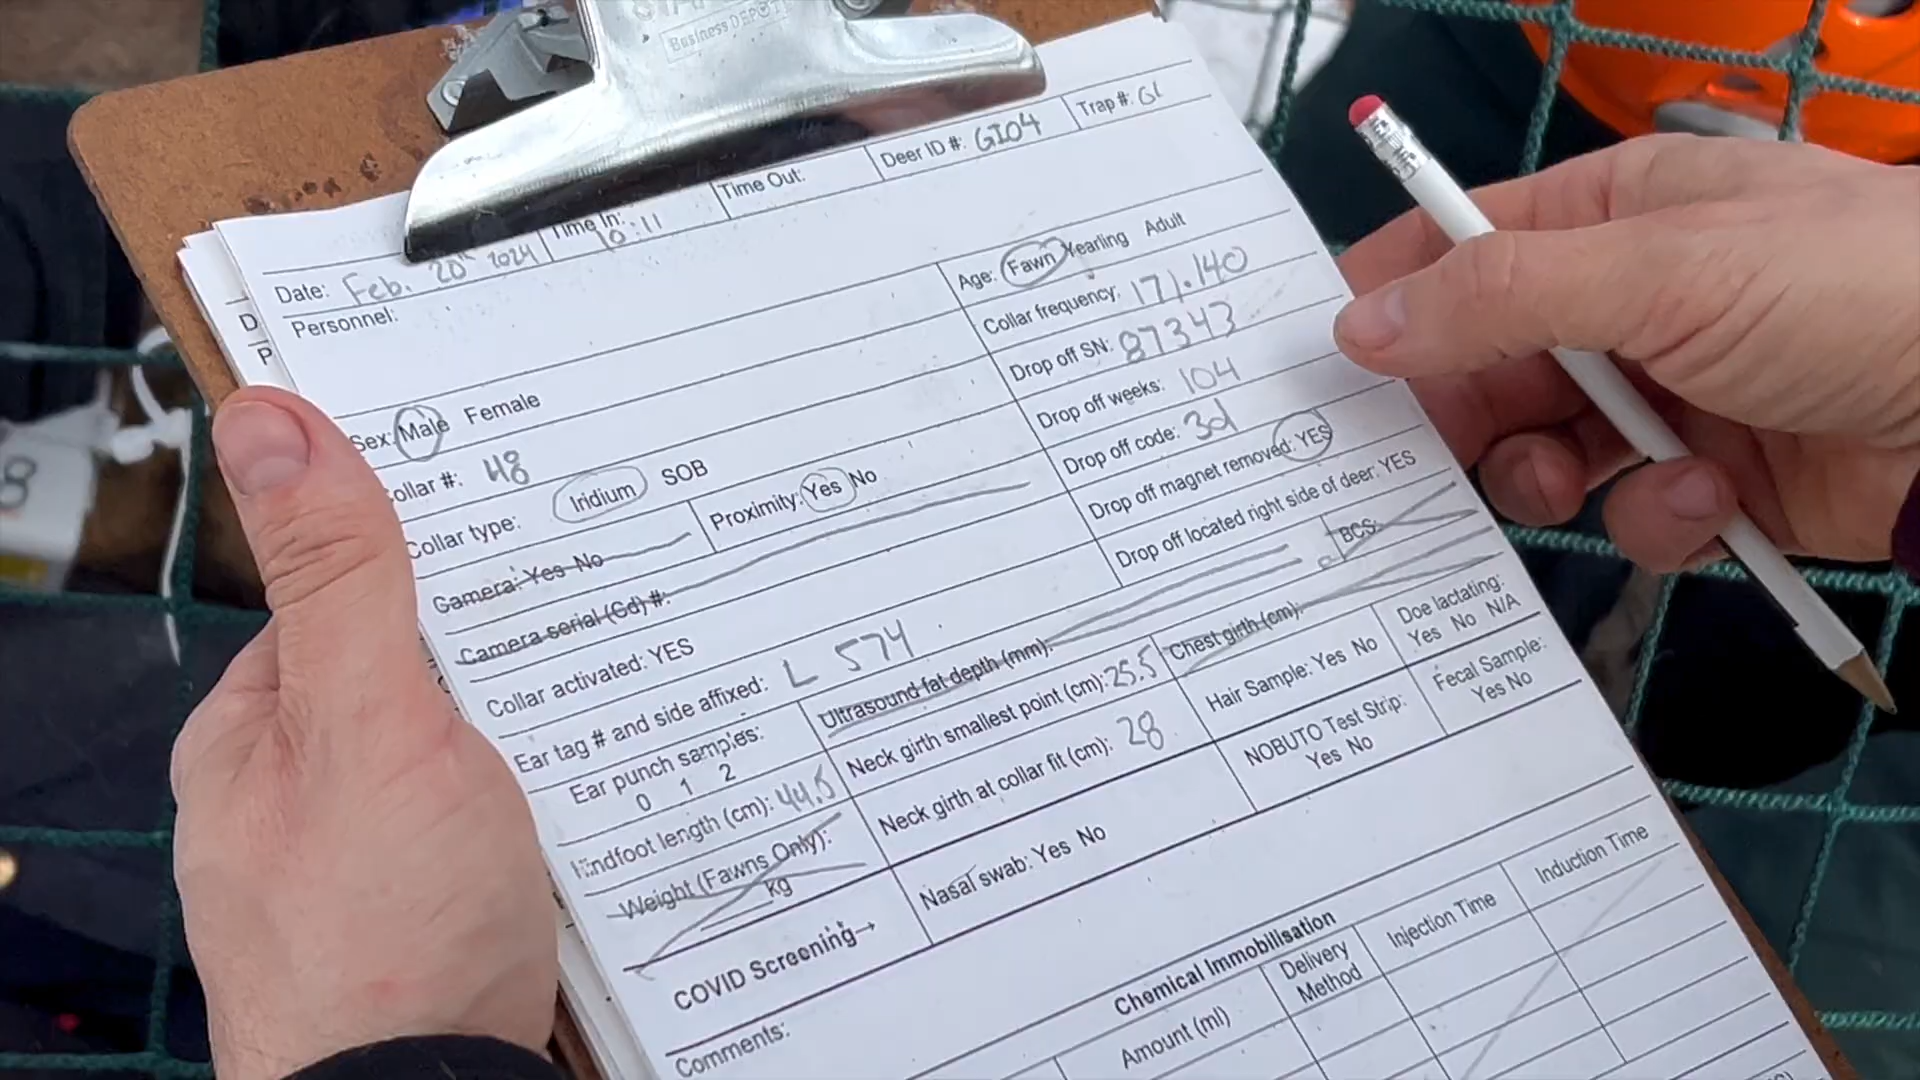 Business DEPOT
Date: Feb. 20th 2024 Time In: 10:11 Time Out: Deer ID #: GI04 Trap #: G1
Personnel:
Sex: Male Female
Age: Fawn Yearling Adult
Collar #: 48
Collar frequency: 171.140
Collar type: Iridium SOB
Drop off SN: 87343
Camera: Yes No Proximity: Yes No
Drop off weeks: 104
Camera serial (Cd) #:
Drop off code: 3d
Collar activated: YES
Drop off magnet removed: YES
Drop off located right side of deer: YES
Ear tag # and side affixed: L 574
Ultrasound fat depth (mm):
BCS:
Ear punch samples:
0 1 2
Neck girth smallest point (cm): 25.5
Chest girth (cm):
Hindfoot length (cm): 44.5
Neck girth at collar fit (cm): 28
Hair Sample: Yes No
Doe lactating:
Yes No N/A
Weight (Fawns Only):
kg
NOBUTO Test Strip:
Yes No
Fecal Sample:
Yes No
COVID Screening→
Nasal swab: Yes No
Comments:
Chemical Immobilisation
Amount (ml)
Delivery
Method
Injection Time
Induction Time
D
P
8